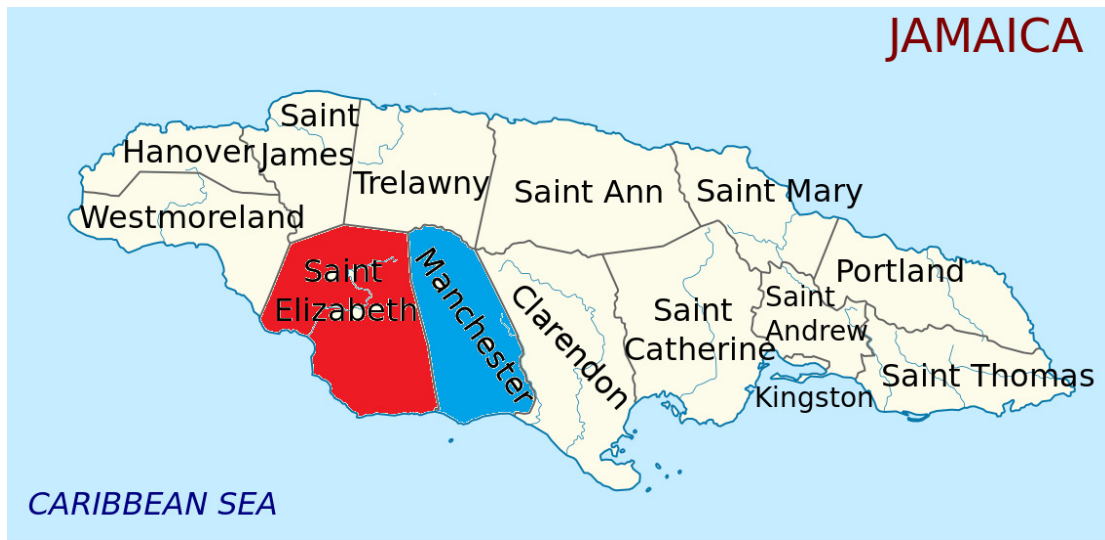 JAMAICA
Saint
James
Hanover
Trelawny
Westmoreland
Saint Ann
Saint Mary
Saint
Elizabeth
Manchester
Clarendon
Saint
Catherine
Saint
Andrew
Portland
Kingston
Saint Thomas
CARIBBEAN SEA